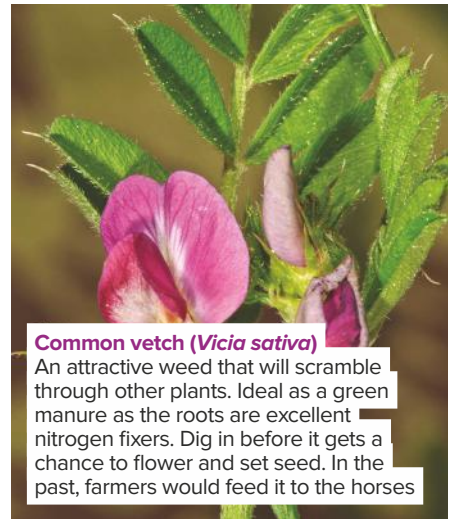 Common vetch (Vicia sativa)
An attractive weed that will scramble
through other plants. Ideal as a green
manure as the roots are excellent
nitrogen fixers. Dig in before it gets a
chance to flower and set seed. In the
past, farmers would feed it to the horses